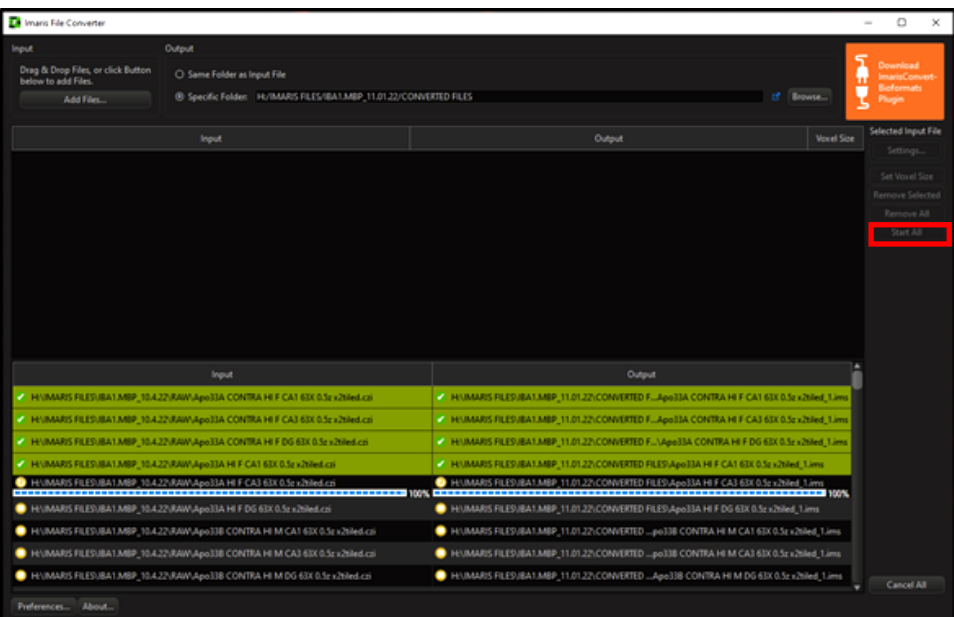 Imaris File Converter
Input
Drag & Drop Files, or click Button
below to add Files.
Add Files...
Output
Same Folder as Input File
Specific Folder: H:/IMARIS FILES/IBA1.MBP_11.01.22/CONVERTED FILES
Browse...
Download
ImarisConvert-
Bioformats
Plugin
Input Output Voxel Size
Selected Input File
Settings...
Set Voxel Size
Remove Selected
Remove All
Start All
Input Output
H:\IMARIS FILES\IBA1.MBP_10.4.22\RAW\Apo33A CONTRA HI F CA1 63X 0.5z x2tiled.czi H:\IMARIS FILES\IBA1.MBP_11.01.22\CONVERTED F...Apo33A CONTRA HI F CA1 63X 0.5z x2tiled_1.ims
H:\IMARIS FILES\IBA1.MBP_10.4.22\RAW\Apo33A CONTRA HI F CA3 63X 0.5z x2tiled.czi H:\IMARIS FILES\IBA1.MBP_11.01.22\CONVERTED F...Apo33A CONTRA HI F CA3 63X 0.5z x2tiled_1.ims
H:\IMARIS FILES\IBA1.MBP_10.4.22\RAW\Apo33A CONTRA HI F DG 63X 0.5z x2tiled.czi H:\IMARIS FILES\IBA1.MBP_11.01.22\CONVERTED F...\Apo33A CONTRA HI F DG 63X 0.5z x2tiled_1.ims
H:\IMARIS FILES\IBA1.MBP_10.4.22\RAW\Apo33A HI F CA1 63X 0.5z x2tiled.czi H:\IMARIS FILES\IBA1.MBP_11.01.22\CONVERTED FILES\Apo33A HI F CA1 63X 0.5z x2tiled_1.ims
H:\IMARIS FILES\IBA1.MBP_10.4.22\RAW\Apo33A HI F CA3 63X 0.5z x2tiled.czi H:\IMARIS FILES\IBA1.MBP_11.01.22\CONVERTED FILES\Apo33A HI F CA3 63X 0.5z x2tiled_1.ims
100% 100%
H:\IMARIS FILES\IBA1.MBP_10.4.22\RAW\Apo33A HI F DG 63X 0.5z x2tiled.czi H:\IMARIS FILES\IBA1.MBP_11.01.22\CONVERTED FILES\Apo33A HI F DG 63X 0.5z x2tiled_1.ims
H:\IMARIS FILES\IBA1.MBP_10.4.22\RAW\Apo33B CONTRA HI M CA1 63X 0.5z x2tiled.czi H:\IMARIS FILES\IBA1.MBP_11.01.22\CONVERTED ...po33B CONTRA HI M CA1 63X 0.5z x2tiled_1.ims
H:\IMARIS FILES\IBA1.MBP_10.4.22\RAW\Apo33B CONTRA HI M CA3 63X 0.5z x2tiled.czi H:\IMARIS FILES\IBA1.MBP_11.01.22\CONVERTED ...po33B CONTRA HI M CA3 63X 0.5z x2tiled_1.ims
H:\IMARIS FILES\IBA1.MBP_10.4.22\RAW\Apo33B CONTRA HI M DG 63X 0.5z x2tiled.czi H:\IMARIS FILES\IBA1.MBP_11.01.22\CONVERTED ...Apo33B CONTRA HI M DG 63X 0.5z x2tiled_1.ims
Cancel All
Preferences... About...